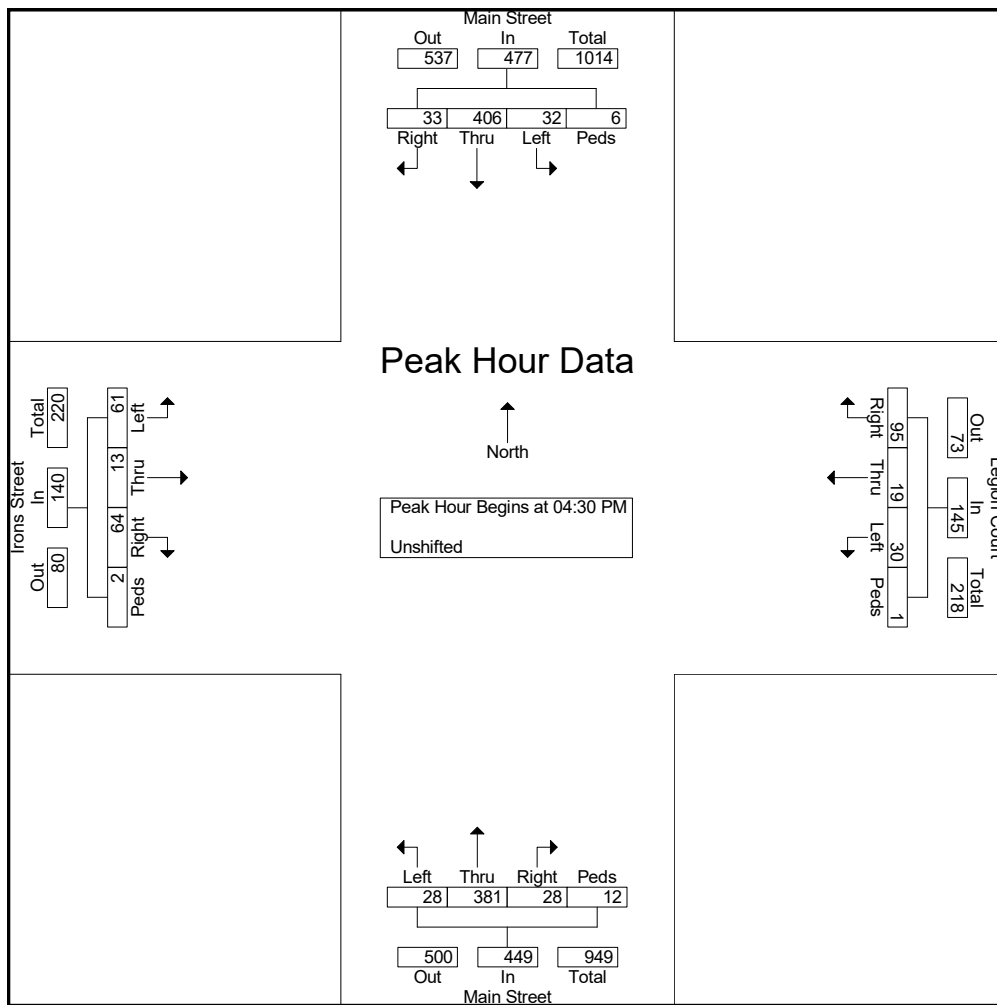 Main Street
Out In Total
537 477 1014
33 406 32 6
Right Thru Left Peds
Peak Hour Data
North
Peak Hour Begins at 04:30 PM
Unshifted
Irons Street
Total In Out
220 140 80
61 13 64 2
Left Thru Right Peds
Legion Court
Out In Total
73 145 218
95 19 30 1
Right Thru Left Peds
Left Thru Right Peds
28 381 28 12
500 449 949
Out In Total
Main Street